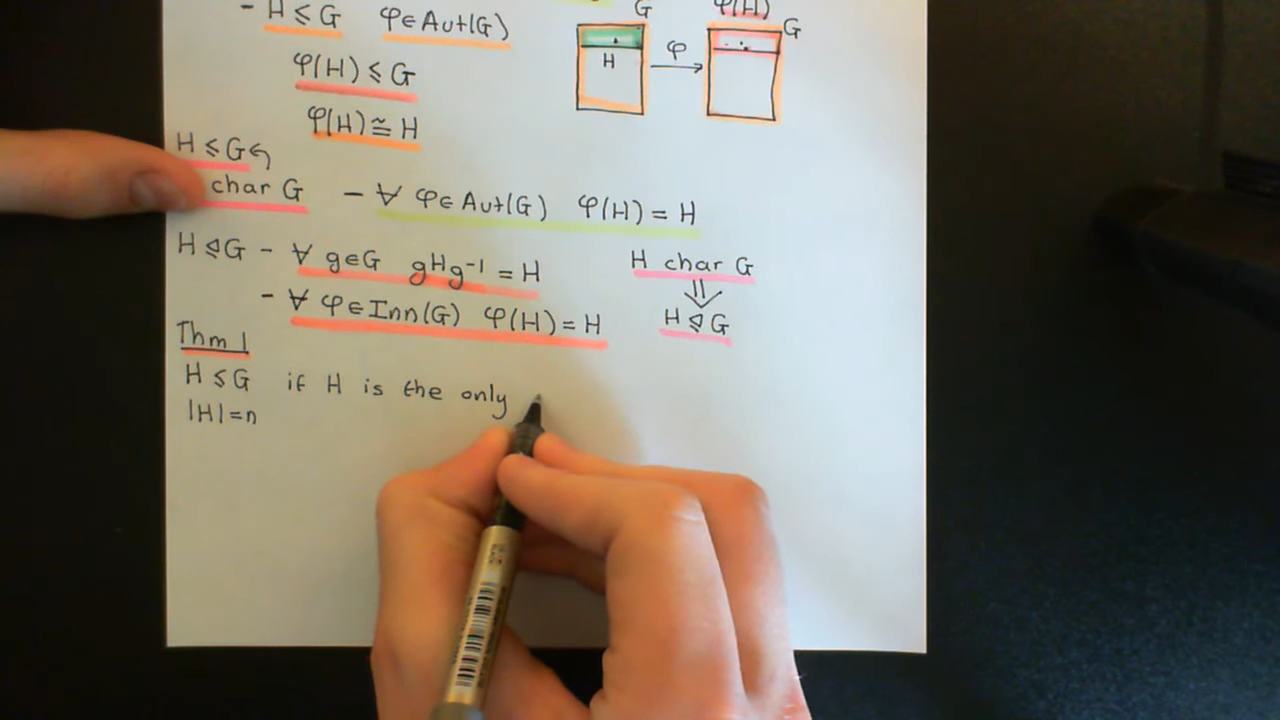 - H ≤ G φ ∈ Aut(G)
G φ(H)
G
H φ
φ(H) ≤ G
φ(H) ≅ H
H ≤ G
char G - ∀ φ ∈ Aut(G) φ(H) = H
H ⊴ G - ∀ g ∈ G gHg⁻¹ = H
H char G
⇓
- ∀ φ ∈ Inn(G) φ(H) = H
H ⊴ G
Thm 1
H ≤ G if H is the only
|H| = n